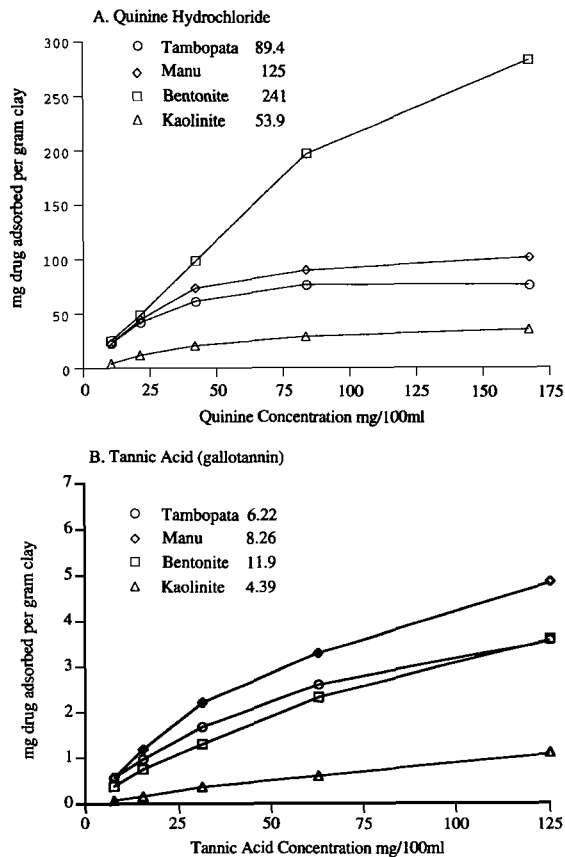 A. Quinine Hydrochloride
350
300
250
200
150
100
50
0
mg drug adsorbed per gram clay
Tambopata 89.4
Manu 125
Bentonite 241
Kaolinite 53.9
0 25 50 75 100 125 150 175
Quinine Concentration mg/100ml
B. Tannic Acid (gallotannin)
7
6
5
4
3
2
1
0
mg drug adsorbed per gram clay
Tambopata 6.22
Manu 8.26
Bentonite 11.9
Kaolinite 4.39
0 25 50 75 100 125
Tannic Acid Concentration mg/100ml